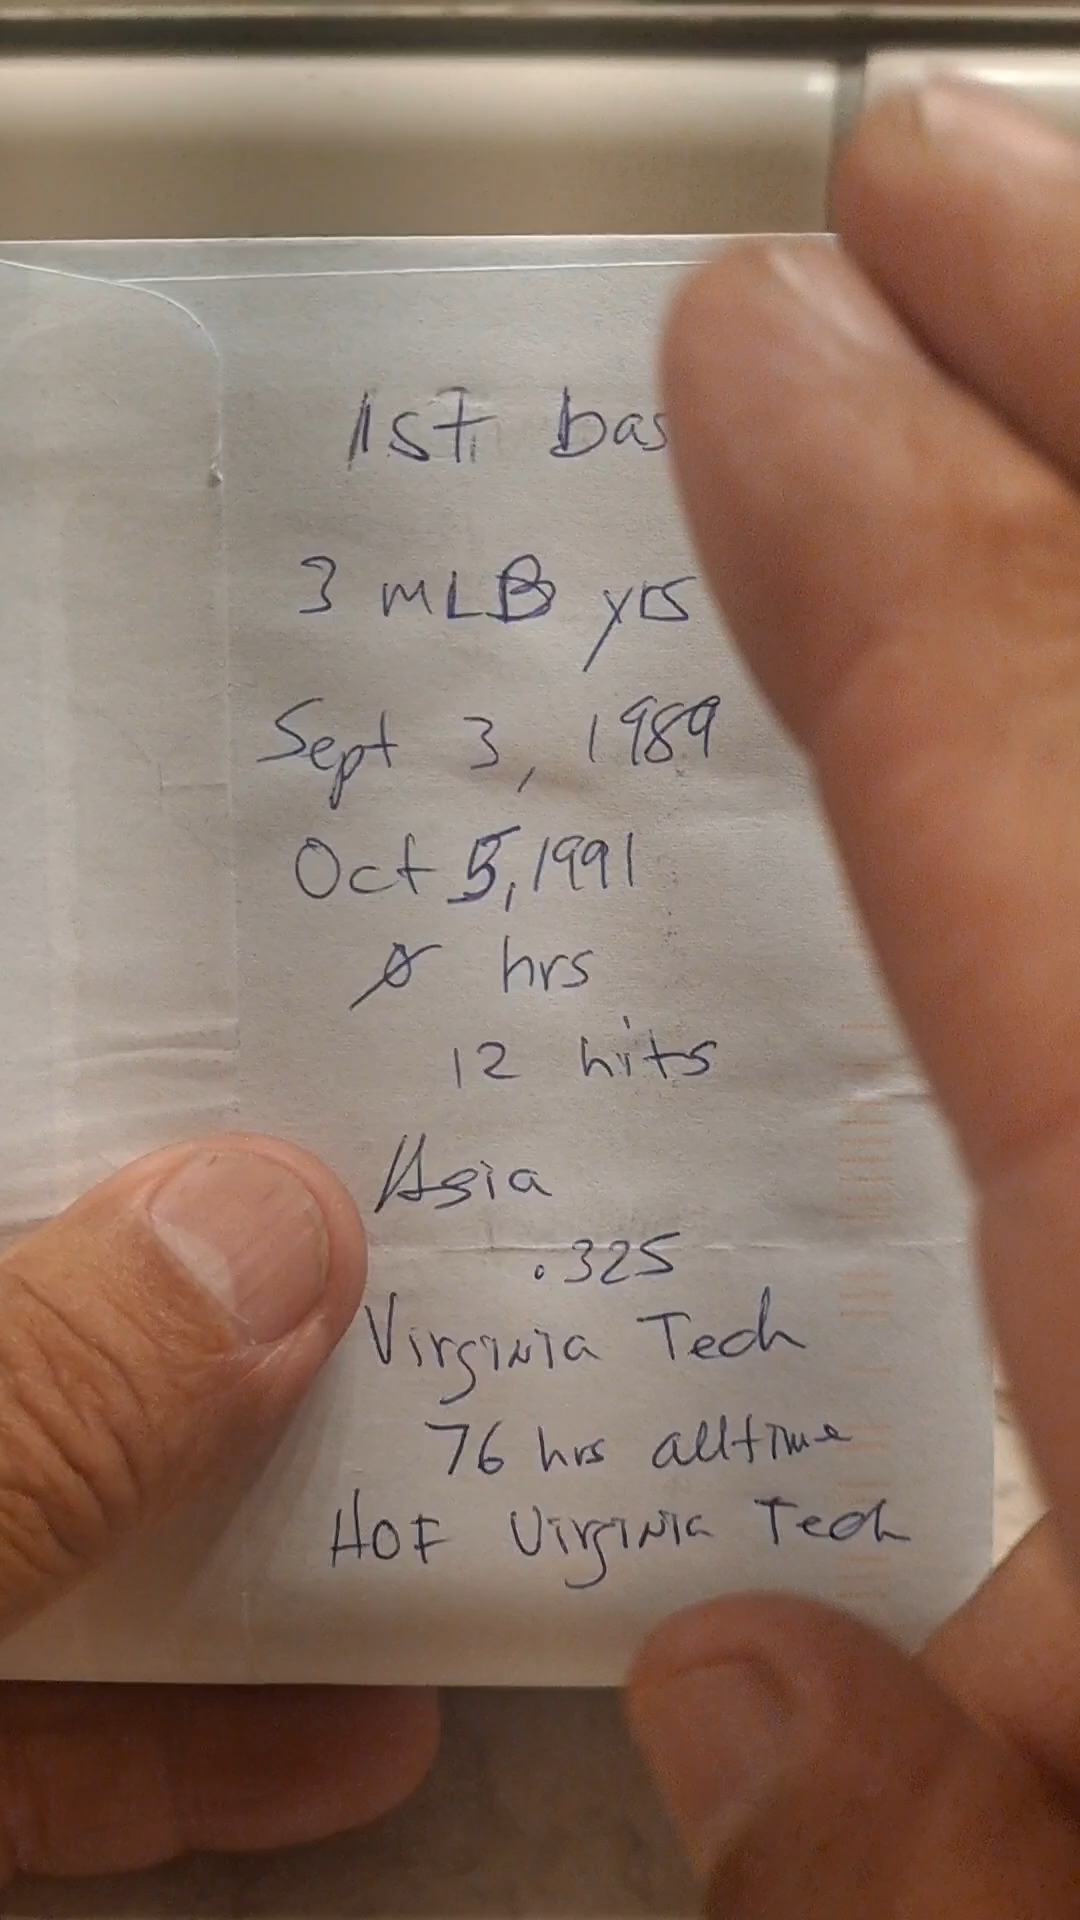 1st bas
3 MLB yrs
Sept 3, 1989
Oct 5, 1991
0 hrs
12 hits
Asia
.325
Virginia Tech
76 hrs alltime
HOF Virginia Tech